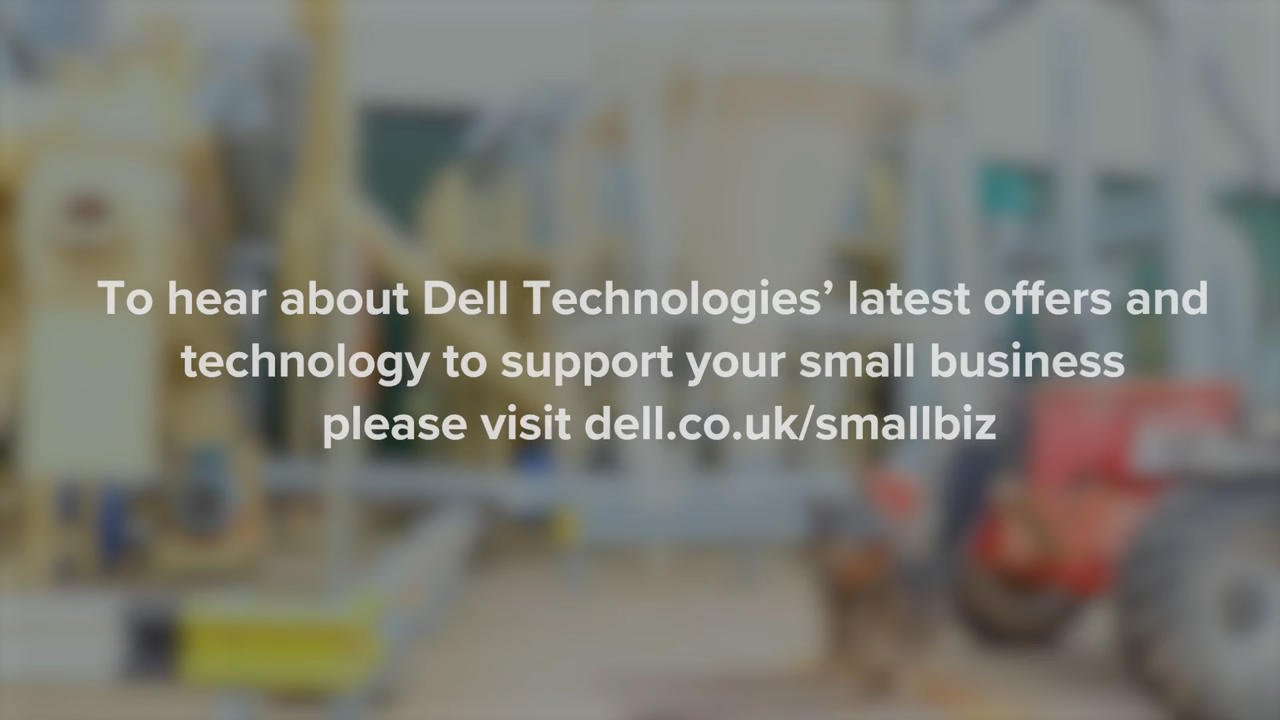 To hear about Dell Technologies’ latest offers and
technology to support your small business
please visit dell.co.uk/smallbiz